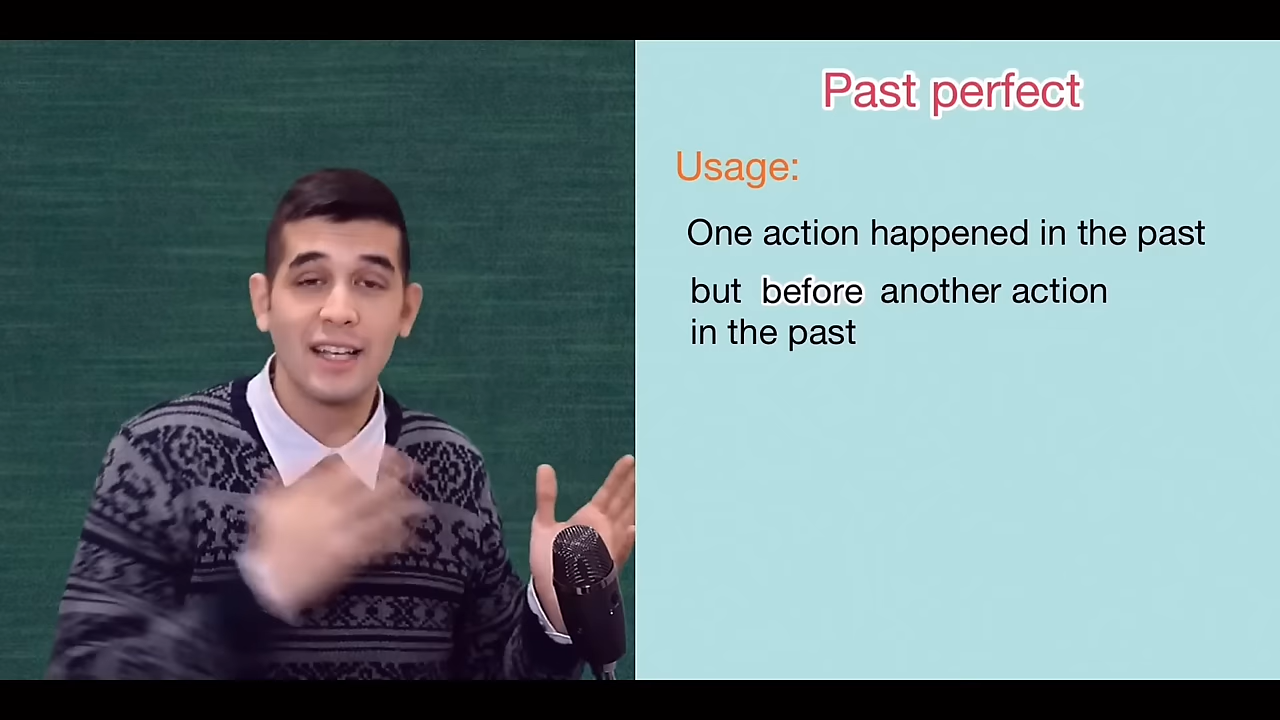 Past perfect
Usage:
One action happened in the past
but before another action
in the past